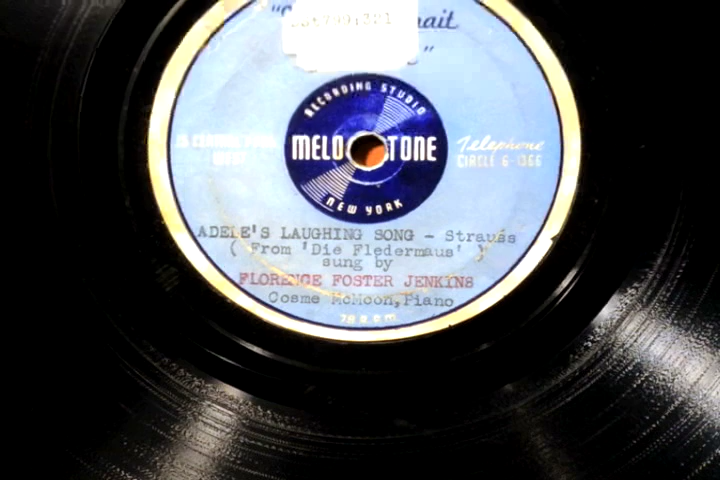 RECORDING STUDIO
MELOTONE
NEW YORK
Telephone
CIRCLE 6-1366
ADELE'S LAUGHING SONG - Strauss
( From 'Die Fledermaus' )
sung by
FLORENCE FOSTER JENKINS
Cosme McMoon,Piano
78 R.P.M.